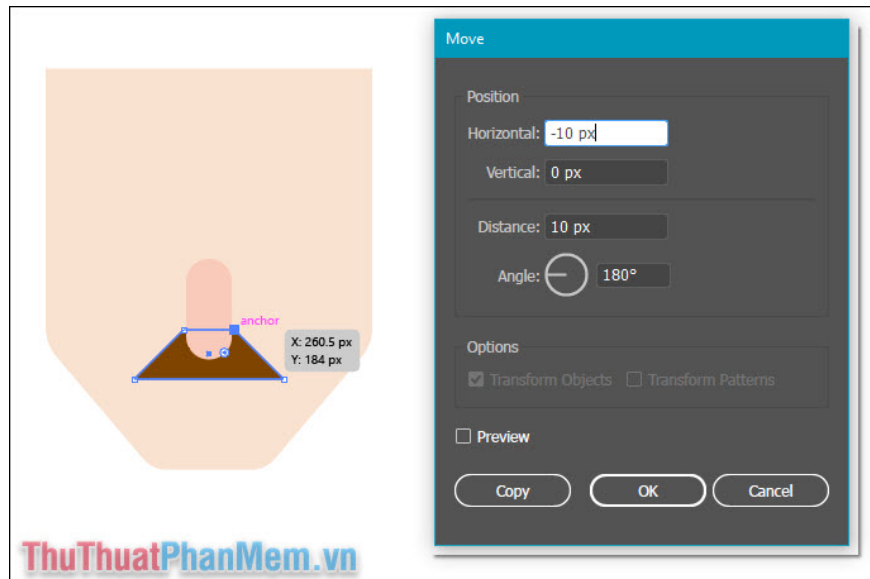 Move
Position
Horizontal: -10 px
Vertical: 0 px
Distance: 10 px
Angle: 180°
anchor
X: 260.5 px
Y: 184 px
Options
Transform Objects Transform Patterns
Preview
Copy OK Cancel
ThuThuatPhanMem.vn